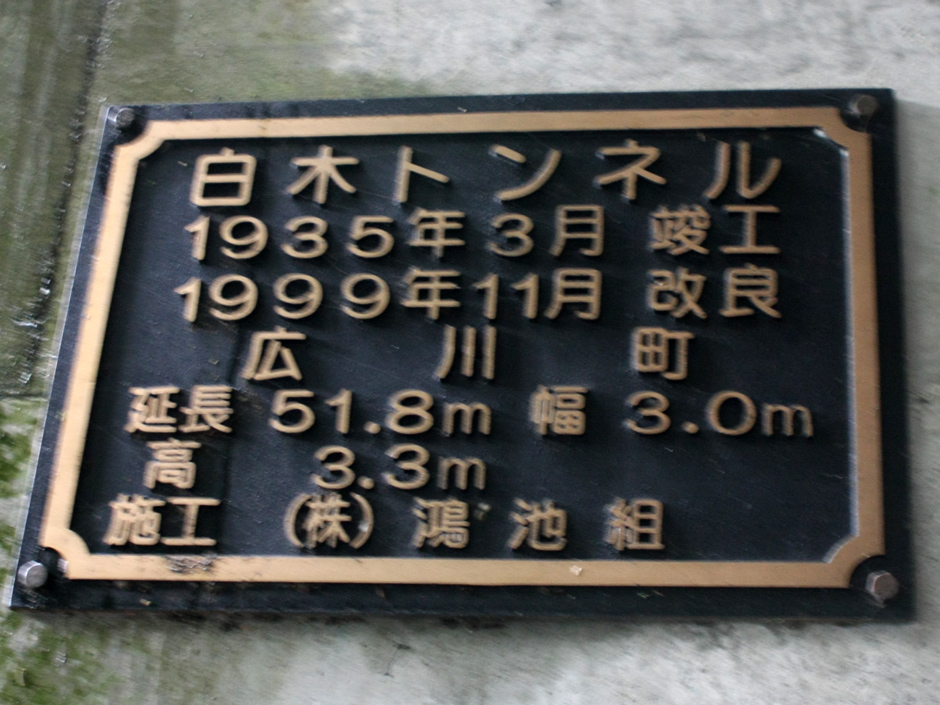 白木トンネル
1935年3月 竣工
1999年11月 改良
広川町
延長 51.8m 幅 3.0m
高 3.3m
施工 (株)鴻池組